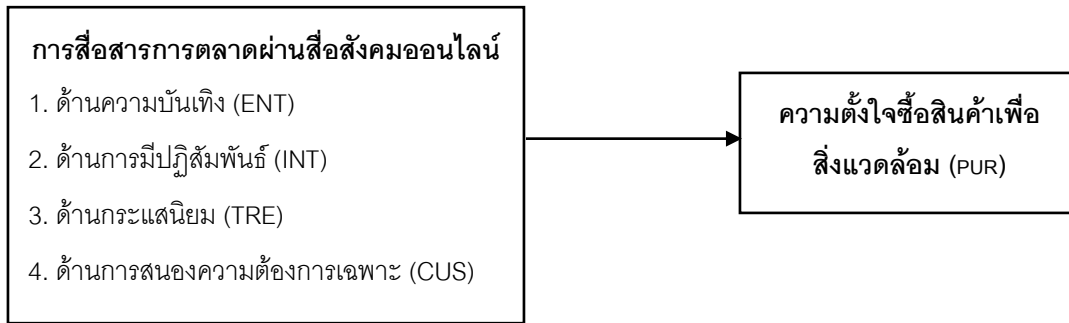 การสื่อสารการตลาดผ่านสื่อสังคมออนไลน์
1. ด้านความบันเทิง (ENT)
2. ด้านการมีปฏิสัมพันธ์ (INT)
3. ด้านกระแสนิยม (TRE)
4. ด้านการสนองความต้องการเฉพาะ (CUS)
ความตั้งใจซื้อสินค้าเพื่อ
สิ่งแวดล้อม (PUR)